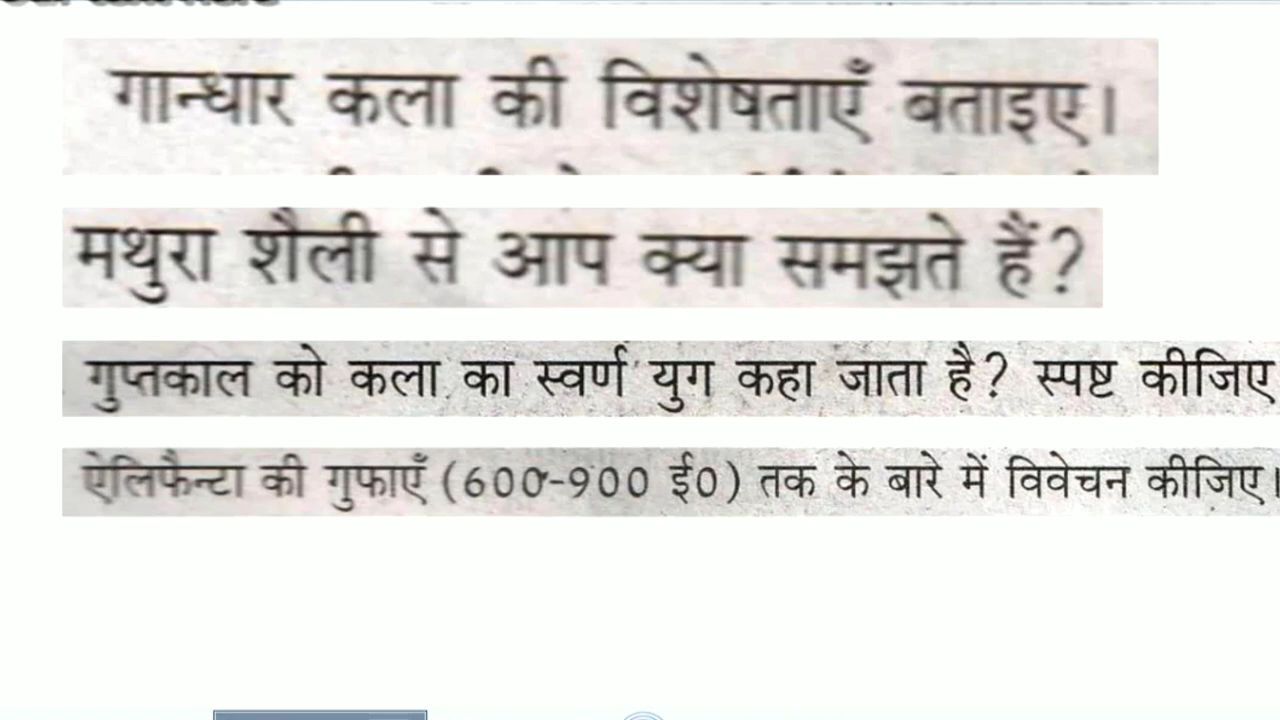 गान्धार कला की विशेषताएँ बताइए।
मथुरा शैली से आप क्या समझते हैं?
गुप्तकाल को कला का स्वर्ण युग कहा जाता है? स्पष्ट कीजिए
ऐलिफैन्टा की गुफाएँ (600-900 ई0) तक के बारे में विवेचन कीजिए।